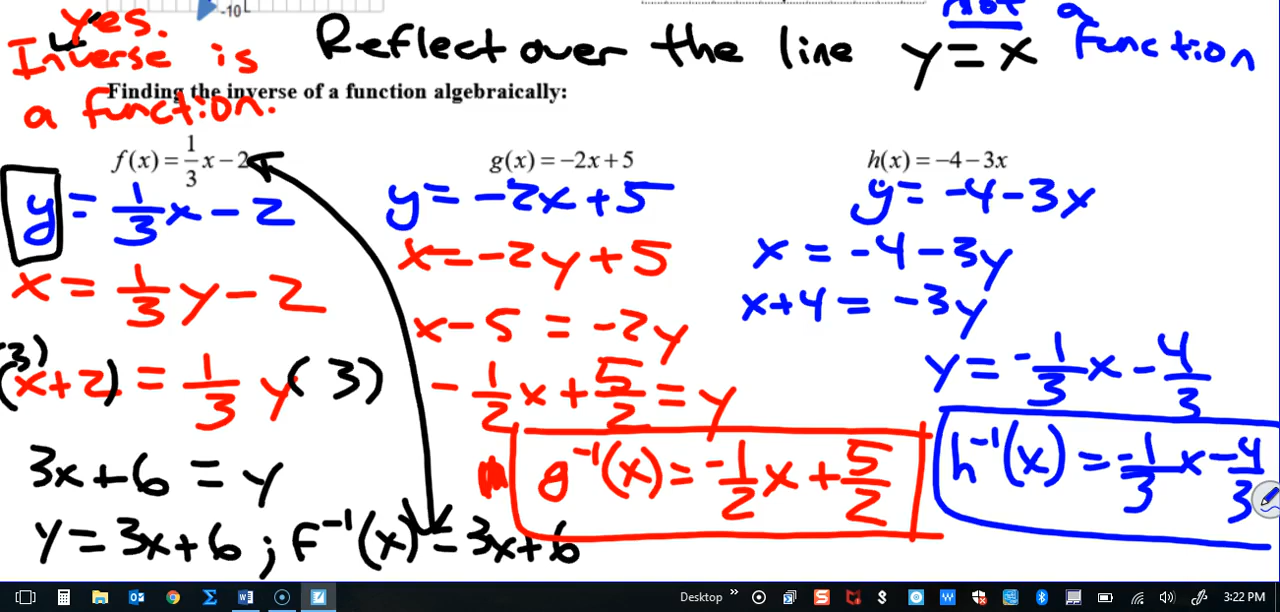 -10
yes.
Inverse is
a function.
Reflect over the line y = x
not a
function
Finding the inverse of a function algebraically:
f(x) = 1/3 x − 2
y = 1/3 x − 2
x = 1/3 y − 2
(3)(x+2) = 1/3 y(3)
3x+6 = y
y = 3x+6 ; f⁻¹(x) = 3x+6
g(x) = −2x + 5
y = −2x + 5
x = −2y + 5
x − 5 = −2y
−1/2 x + 5/2 = y
g⁻¹(x) = −1/2 x + 5/2
h(x) = −4 − 3x
y = −4 − 3x
x = −4 − 3y
x+4 = −3y
y = −1/3 x − 4/3
h⁻¹(x) = −1/3 x − 4/3
Desktop
3:22 PM